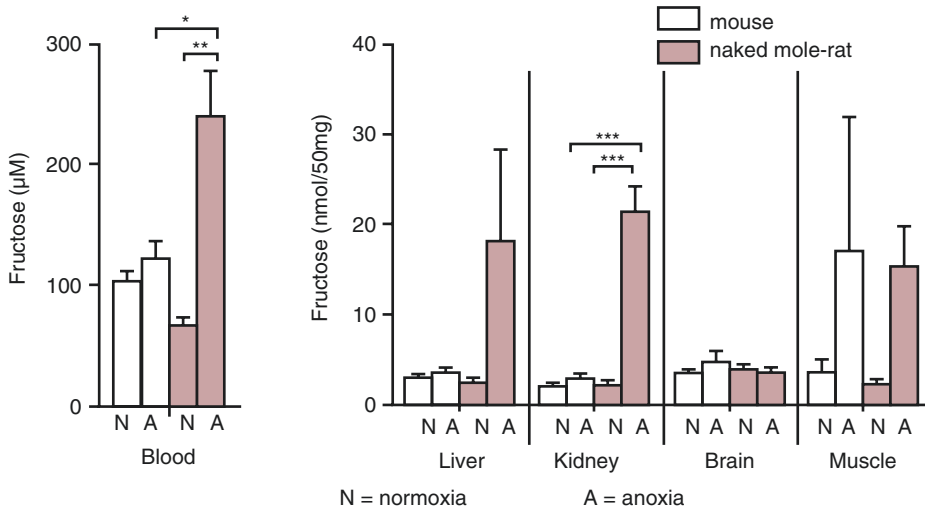 mouse
naked mole-rat
Fructose (µM)
300
200
100
0
*
**
N A N A
Blood
Fructose (nmol/50mg)
40
30
20
10
0
***
***
N A N A N A N A N A N A N A N A
Liver Kidney Brain Muscle
N = normoxia A = anoxia